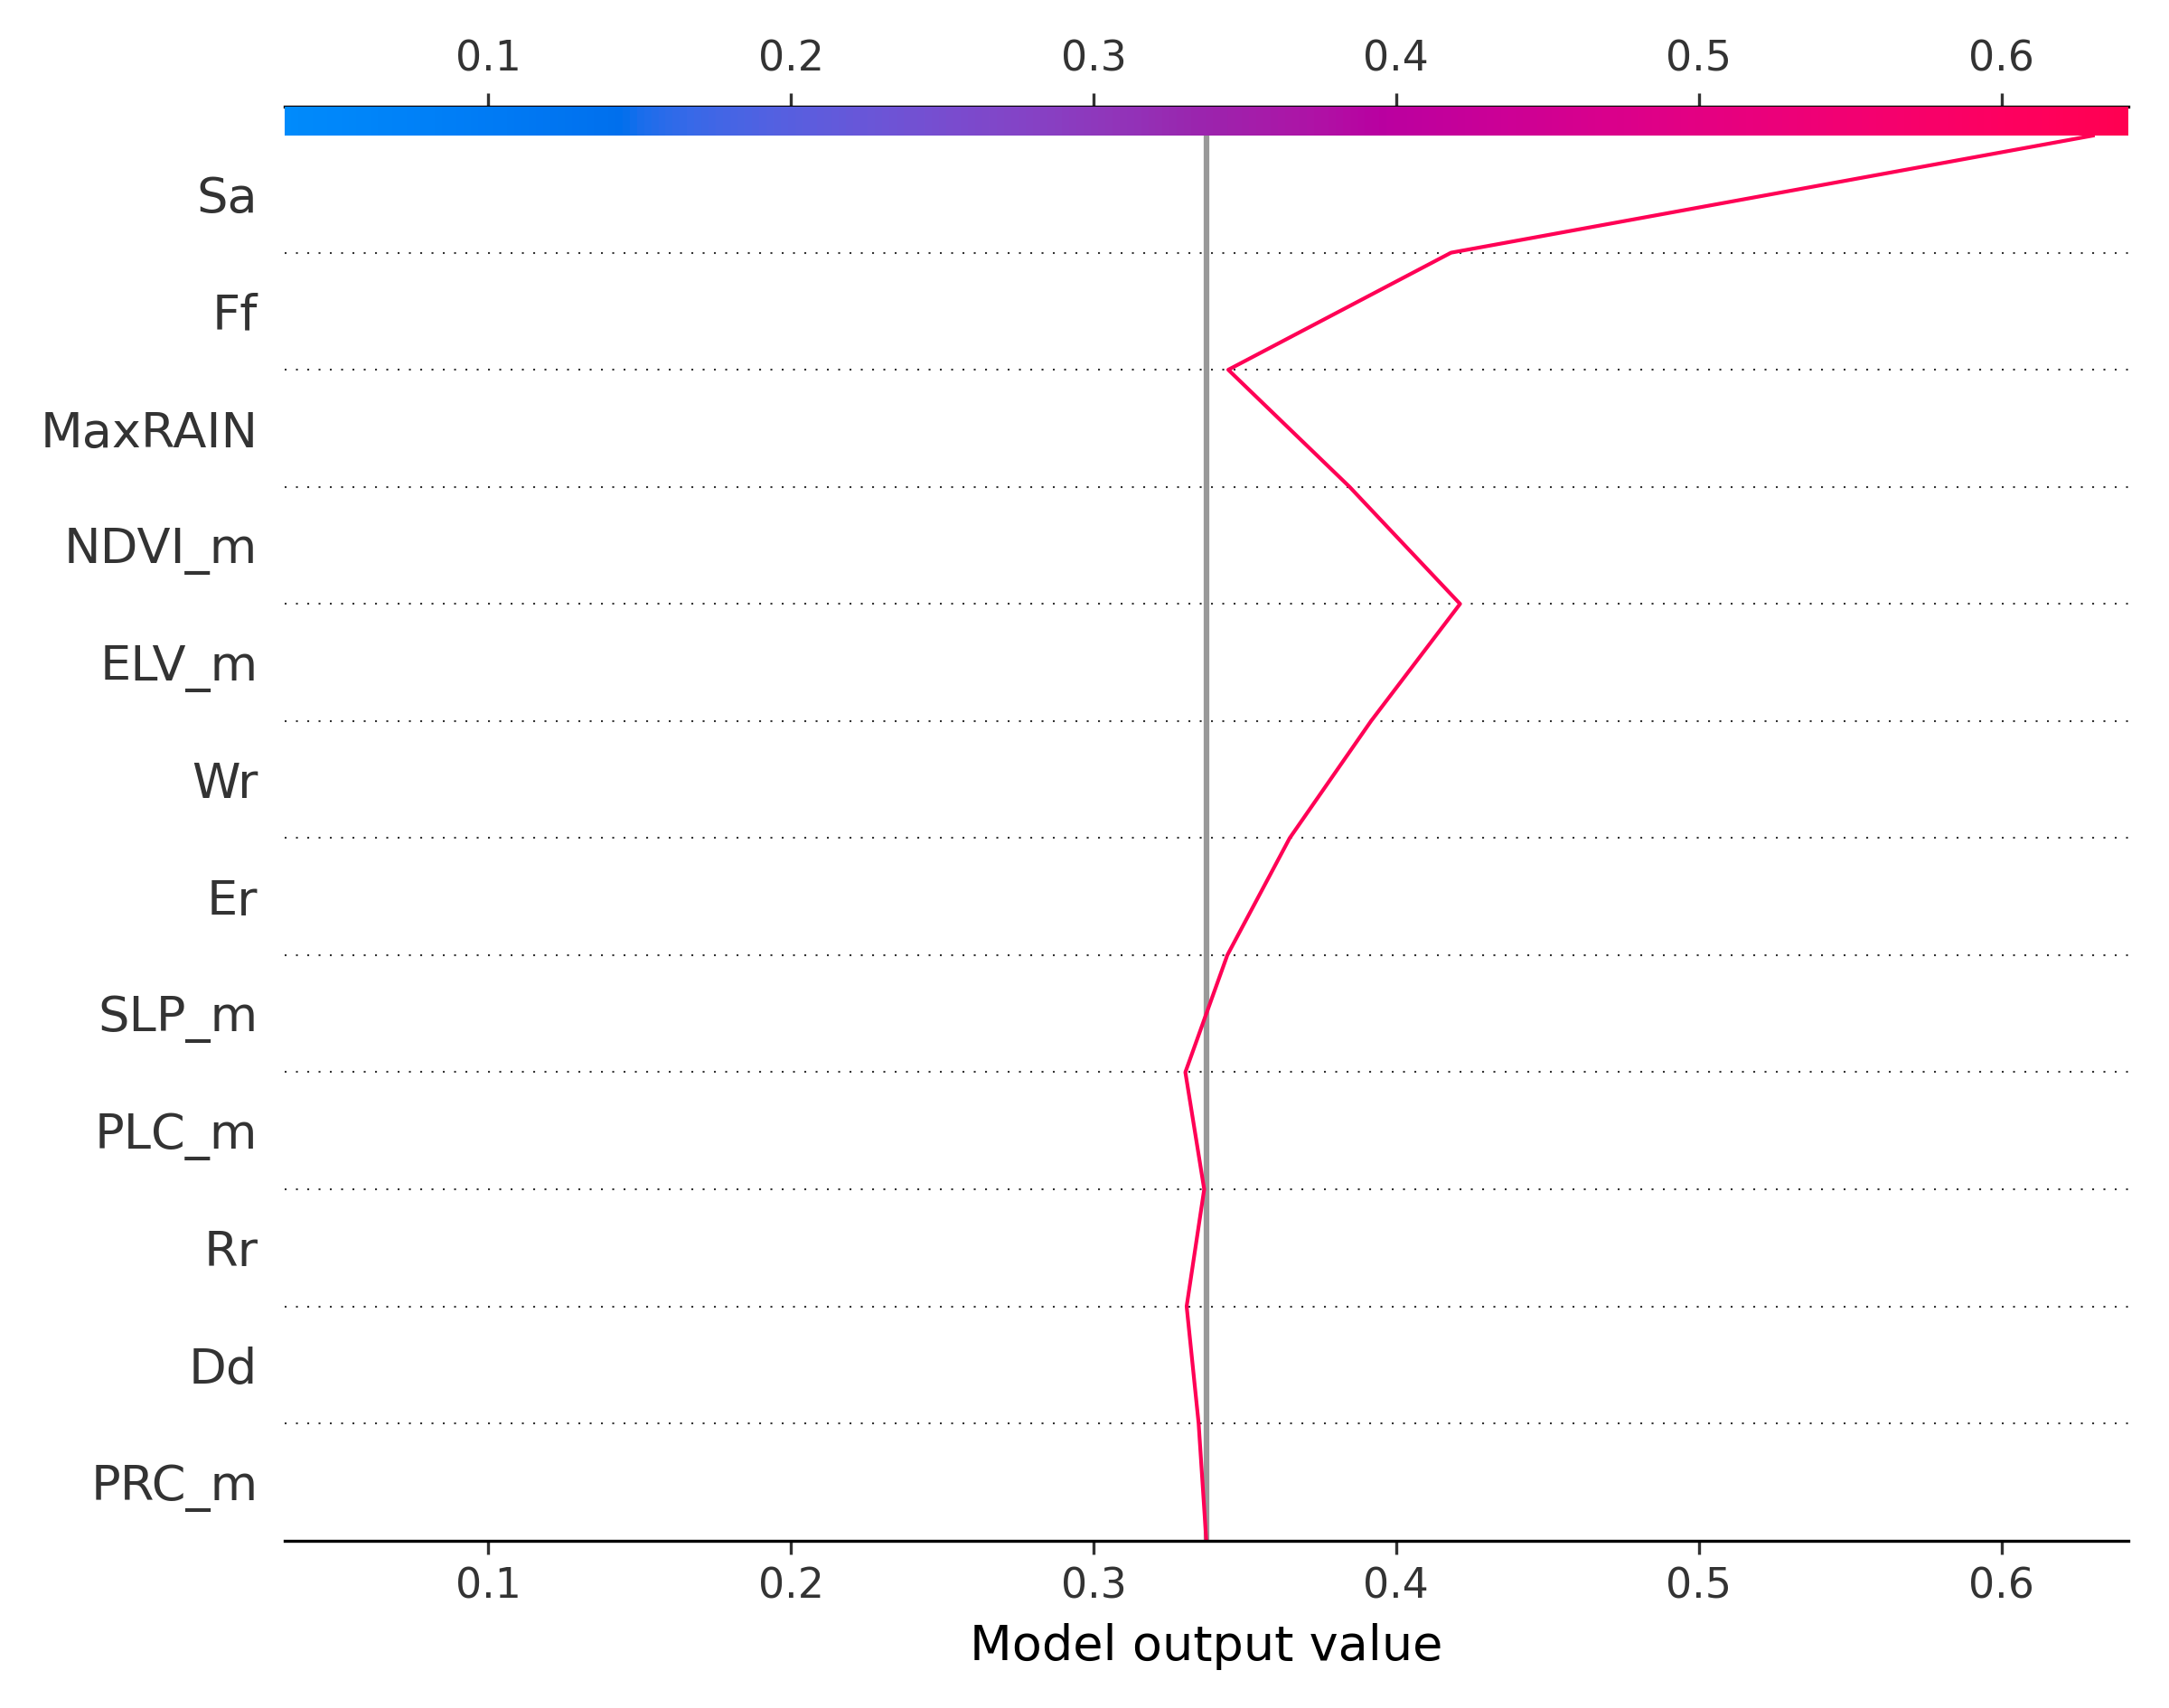 0.1 0.2 0.3 0.4 0.5 0.6
Sa
Ff
MaxRAIN
NDVI_m
ELV_m
Wr
Er
SLP_m
PLC_m
Rr
Dd
PRC_m
0.1 0.2 0.3 0.4 0.5 0.6
Model output value